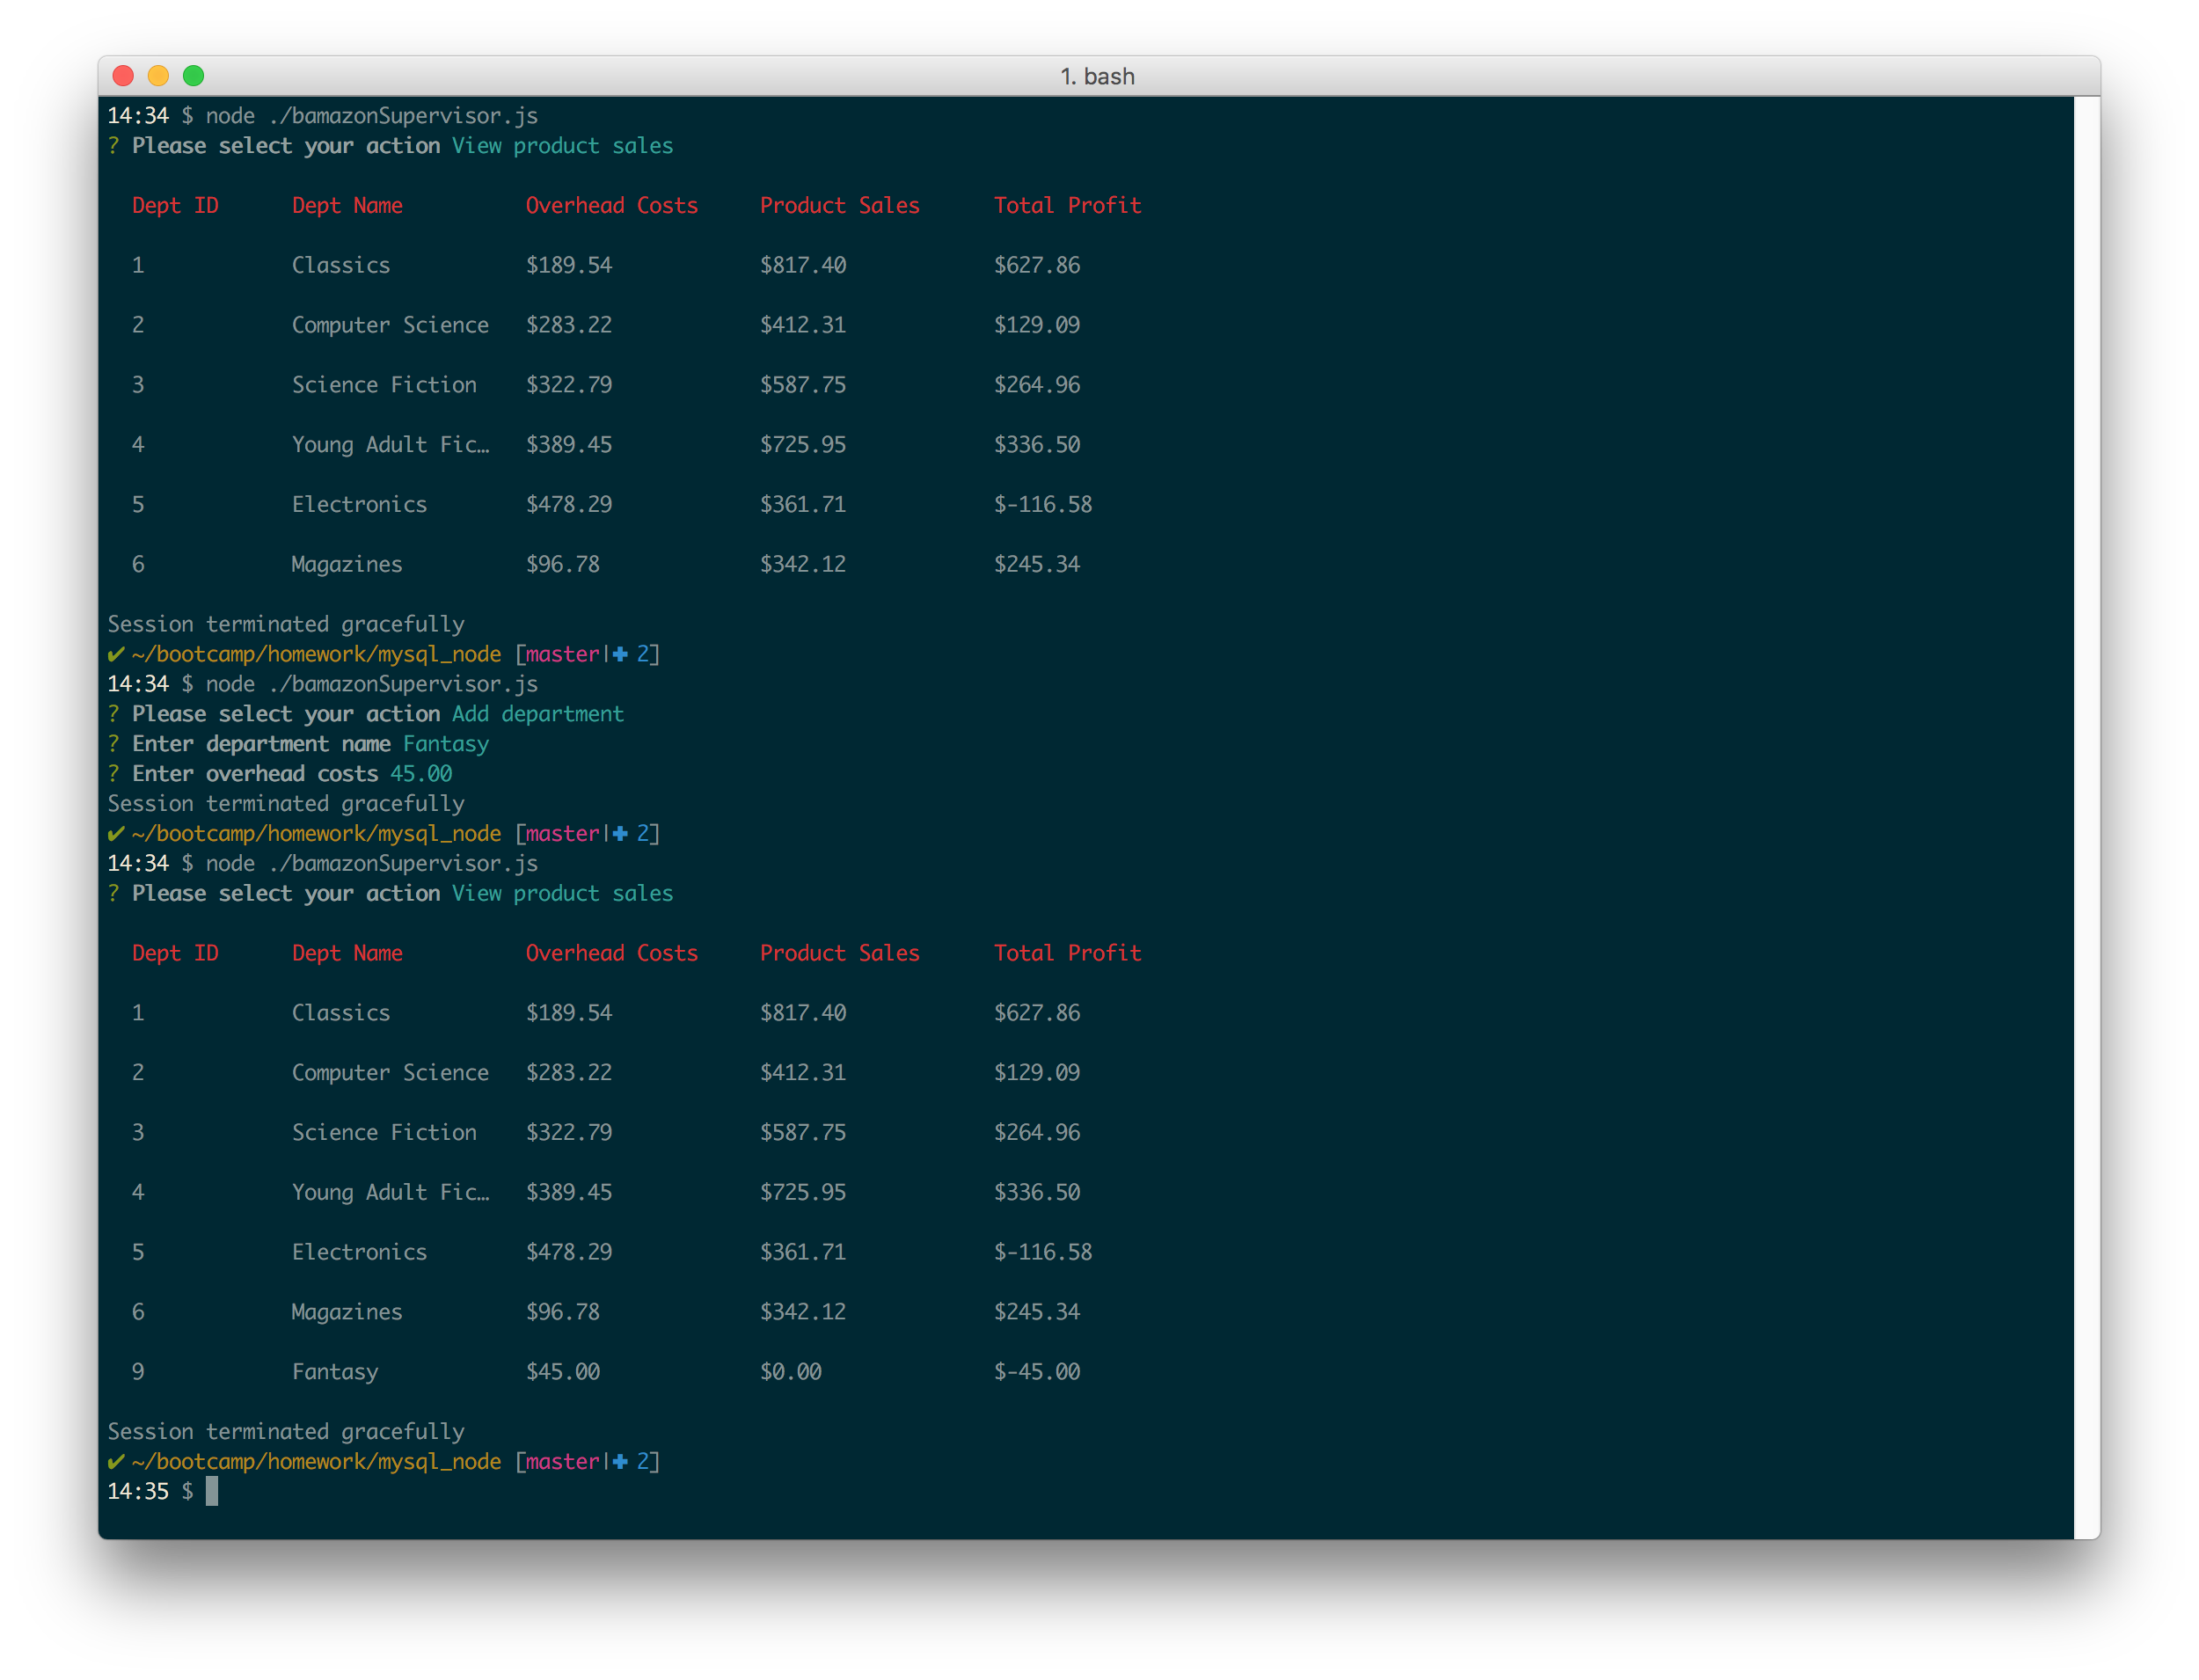 1. bash
14:34 $ node ./bamazonSupervisor.js
? Please select your action View product sales
Dept ID Dept Name Overhead Costs Product Sales Total Profit
1 Classics $189.54 $817.40 $627.86
2 Computer Science $283.22 $412.31 $129.09
3 Science Fiction $322.79 $587.75 $264.96
4 Young Adult Fic… $389.45 $725.95 $336.50
5 Electronics $478.29 $361.71 $-116.58
6 Magazines $96.78 $342.12 $245.34
Session terminated gracefully
✔ ~/bootcamp/homework/mysql_node [master|✚ 2]
14:34 $ node ./bamazonSupervisor.js
? Please select your action Add department
? Enter department name Fantasy
? Enter overhead costs 45.00
Session terminated gracefully
✔ ~/bootcamp/homework/mysql_node [master|✚ 2]
14:34 $ node ./bamazonSupervisor.js
? Please select your action View product sales
Dept ID Dept Name Overhead Costs Product Sales Total Profit
1 Classics $189.54 $817.40 $627.86
2 Computer Science $283.22 $412.31 $129.09
3 Science Fiction $322.79 $587.75 $264.96
4 Young Adult Fic… $389.45 $725.95 $336.50
5 Electronics $478.29 $361.71 $-116.58
6 Magazines $96.78 $342.12 $245.34
9 Fantasy $45.00 $0.00 $-45.00
Session terminated gracefully
✔ ~/bootcamp/homework/mysql_node [master|✚ 2]
14:35 $